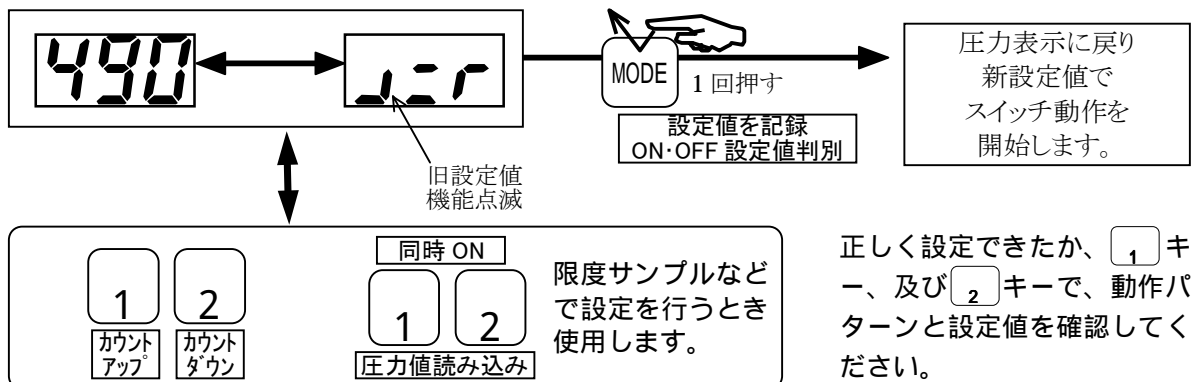 490
MODE
1 回押す
設定値を記録
ON･OFF 設定値判別
圧力表示に戻り
新設定値で
スイッチ動作を
開始します。
旧設定値
機能点滅
1
2
カウント
アップ
カウント
ダウン
同時 ON
1
2
圧力値読み込み
限度サンプルなど
で設定を行うとき
使用します。
正しく設定できたか、1キ
ー、及び2キーで、動作パ
ターンと設定値を確認してく
ださい。